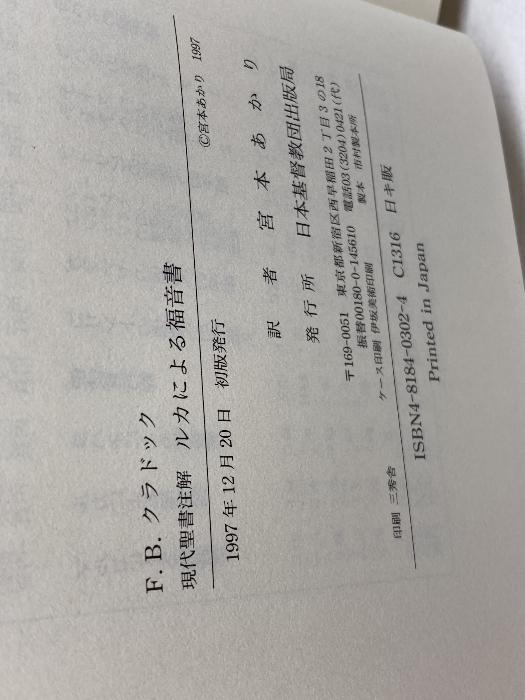 F. B. クラドック
現代聖書注解 ルカによる福音書
©宮本あかり 1997
1997年12月20日 初版発行
訳者 宮本あかり
発行所 日本基督教団出版局
〒169-0051 東京都新宿区西早稲田2丁目3の18
振替00180-0-145610 電話03(3204)0421(代)
ケース印刷 伊坂美術印刷 製本 市村製本所
印刷 三秀舎
ISBN4-8184-0302-4 C1316 日キ販
Printed in Japan